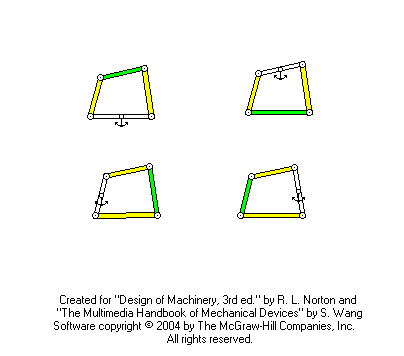 Created for "Design of Machinery, 3rd ed." by R. L. Norton and
"The Multimedia Handbook of Mechanical Devices" by S. Wang
Software copyright © 2004 by The McGraw-Hill Companies, Inc.
All rights reserved.